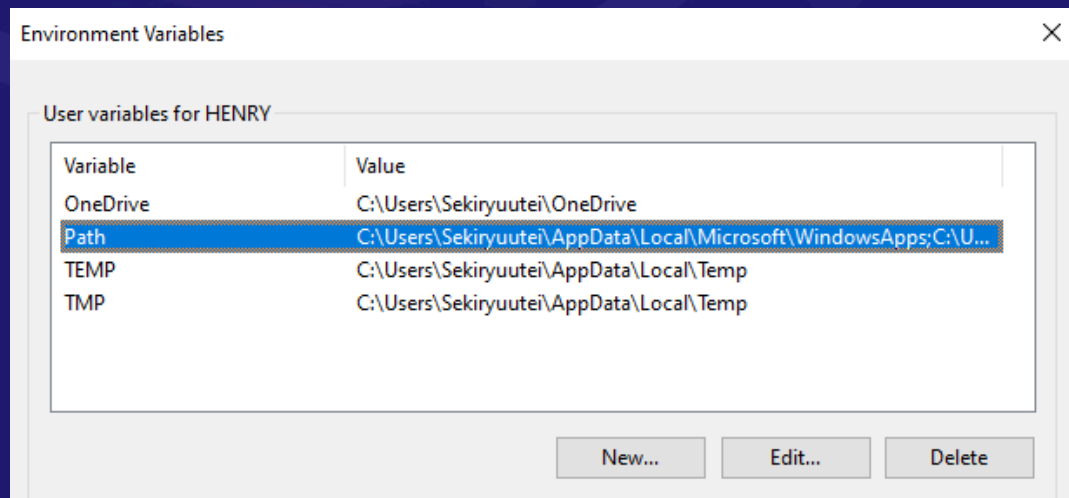 Environment Variables
User variables for HENRY
Variable Value
OneDrive C:\Users\Sekiryuutei\OneDrive
Path C:\Users\Sekiryuutei\AppData\Local\Microsoft\WindowsApps;C:\U...
TEMP C:\Users\Sekiryuutei\AppData\Local\Temp
TMP C:\Users\Sekiryuutei\AppData\Local\Temp
New... Edit... Delete